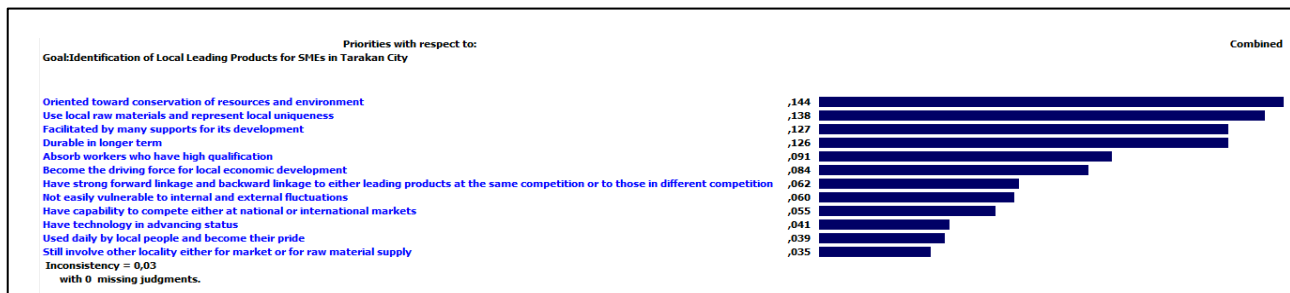 Priorities with respect to: Combined
Goal:Identification of Local Leading Products for SMEs in Tarakan City
Oriented toward conservation of resources and environment ,144
Use local raw materials and represent local uniqueness ,138
Facilitated by many supports for its development ,127
Durable in longer term ,126
Absorb workers who have high qualification ,091
Become the driving force for local economic development ,084
Have strong forward linkage and backward linkage to either leading products at the same competition or to those in different competition ,062
Not easily vulnerable to internal and external fluctuations ,060
Have capability to compete either at national or international markets ,055
Have technology in advancing status ,041
Used daily by local people and become their pride ,039
Still involve other locality either for market or for raw material supply ,035
Inconsistency = 0,03
with 0 missing judgments.